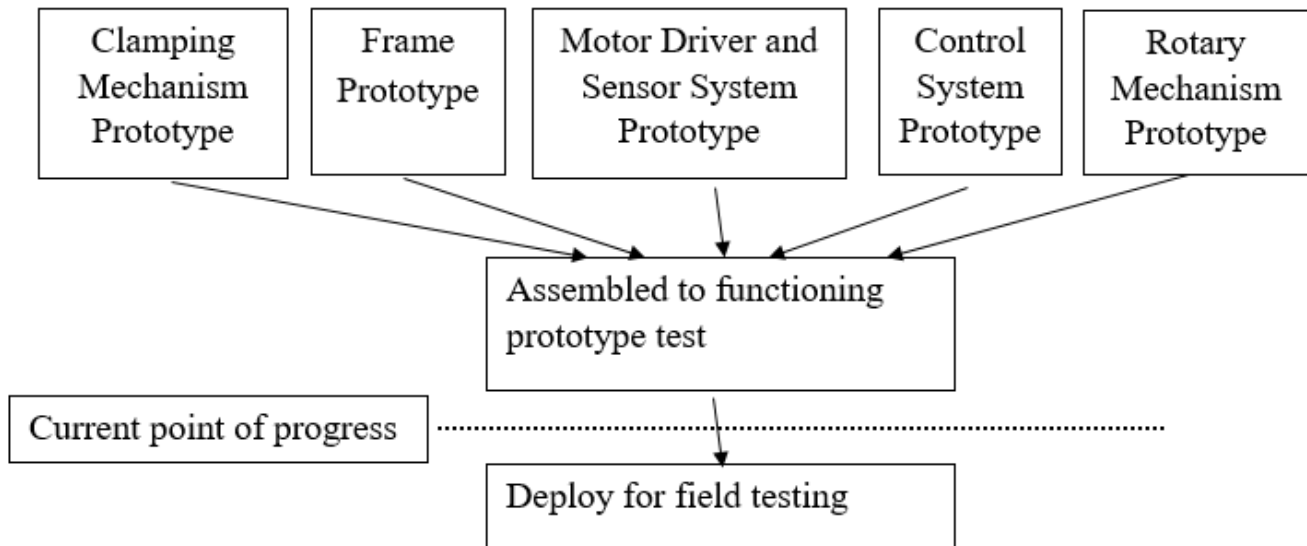 Clamping
Mechanism
Prototype
Frame
Prototype
Motor Driver and
Sensor System
Prototype
Control
System
Prototype
Rotary
Mechanism
Prototype
Assembled to functioning
prototype test
Current point of progress
Deploy for field testing